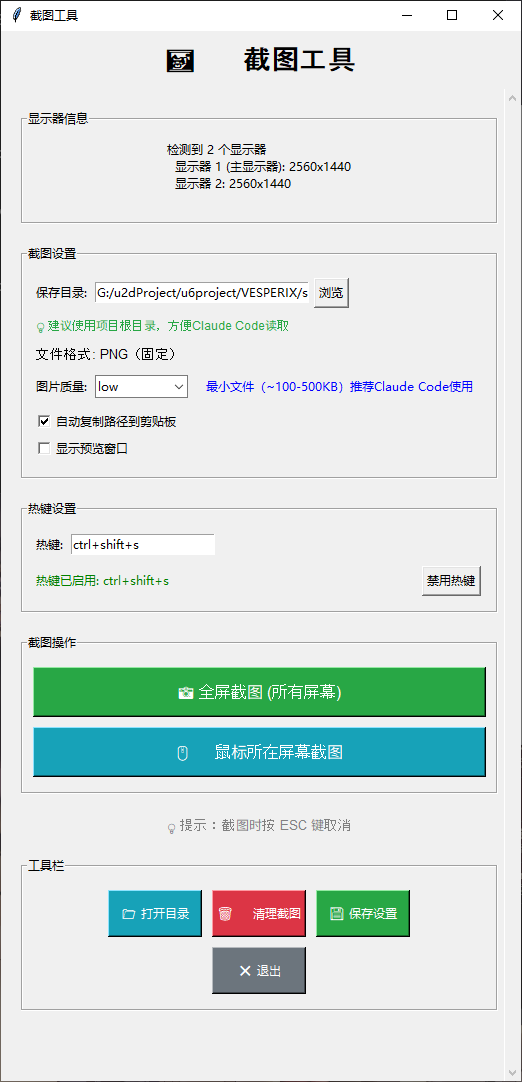 截图工具
截图工具
显示器信息
检测到 2 个显示器
显示器 1 (主显示器): 2560x1440
显示器 2: 2560x1440
截图设置
保存目录: G:/u2dProject/u6project/VESPERIX/s 浏览
建议使用项目根目录，方便Claude Code读取
文件格式: PNG（固定）
图片质量: low 最小文件（~100-500KB）推荐Claude Code使用
自动复制路径到剪贴板
显示预览窗口
热键设置
热键: ctrl+shift+s
热键已启用: ctrl+shift+s 禁用热键
截图操作
全屏截图 (所有屏幕)
鼠标所在屏幕截图
提示：截图时按 ESC 键取消
工具栏
打开目录 清理截图 保存设置
退出